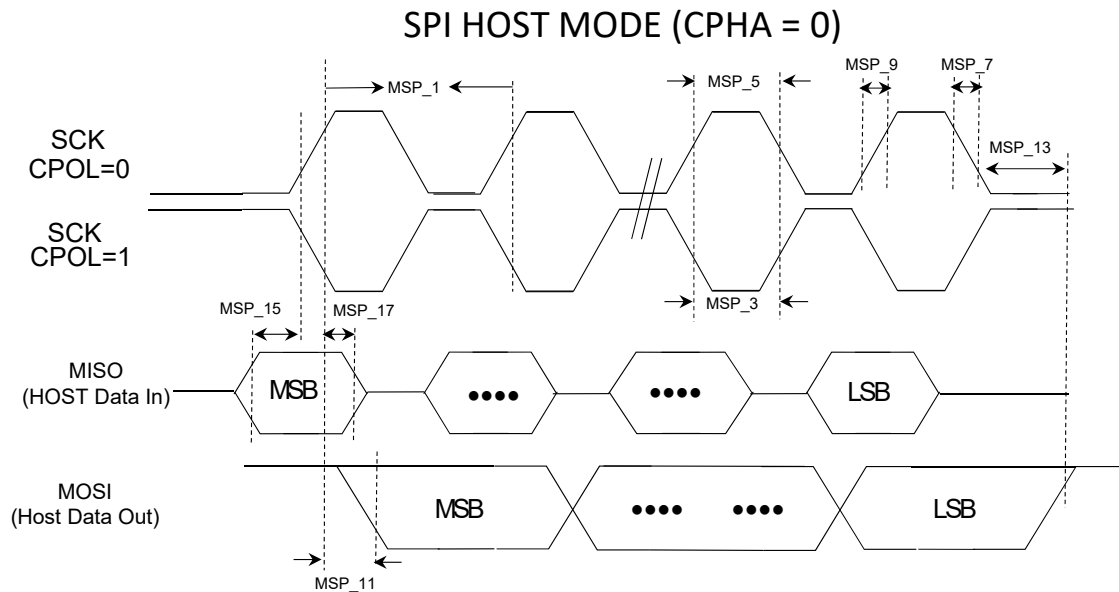 SPI HOST MODE (CPHA = 0)
MSP_1
MSP_5
MSP_9
MSP_7
SCK
CPOL=0
MSP_13
SCK
CPOL=1
MSP_15
MSP_17
MSP_3
MISO
(HOST Data In)
MSB
LSB
MOSI
(Host Data Out)
MSB
LSB
MSP_11